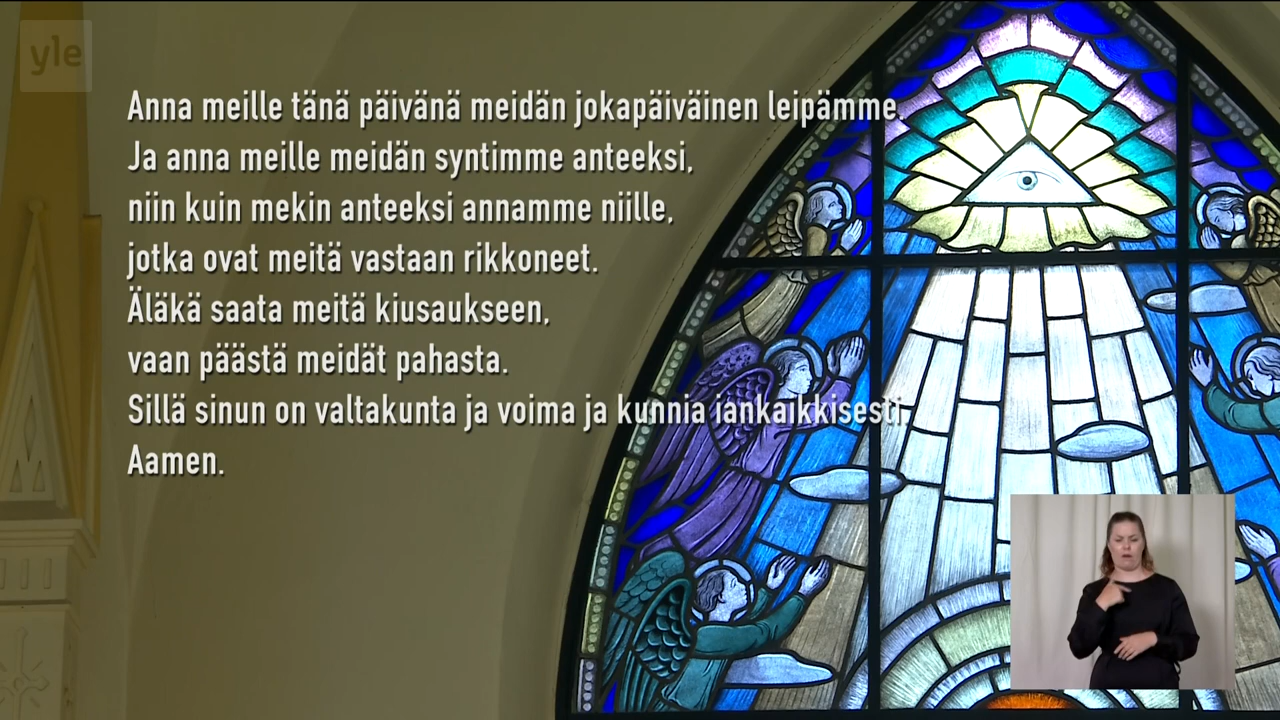 yle
Anna meille tänä päivänä meidän jokapäiväinen leipämme.
Ja anna meille meidän syntimme anteeksi,
niin kuin mekin anteeksi annamme niille,
jotka ovat meitä vastaan rikkoneet.
Äläkä saata meitä kiusaukseen,
vaan päästä meidät pahasta.
Sillä sinun on valtakunta ja voima ja kunnia iankaikkisesti.
Aamen.